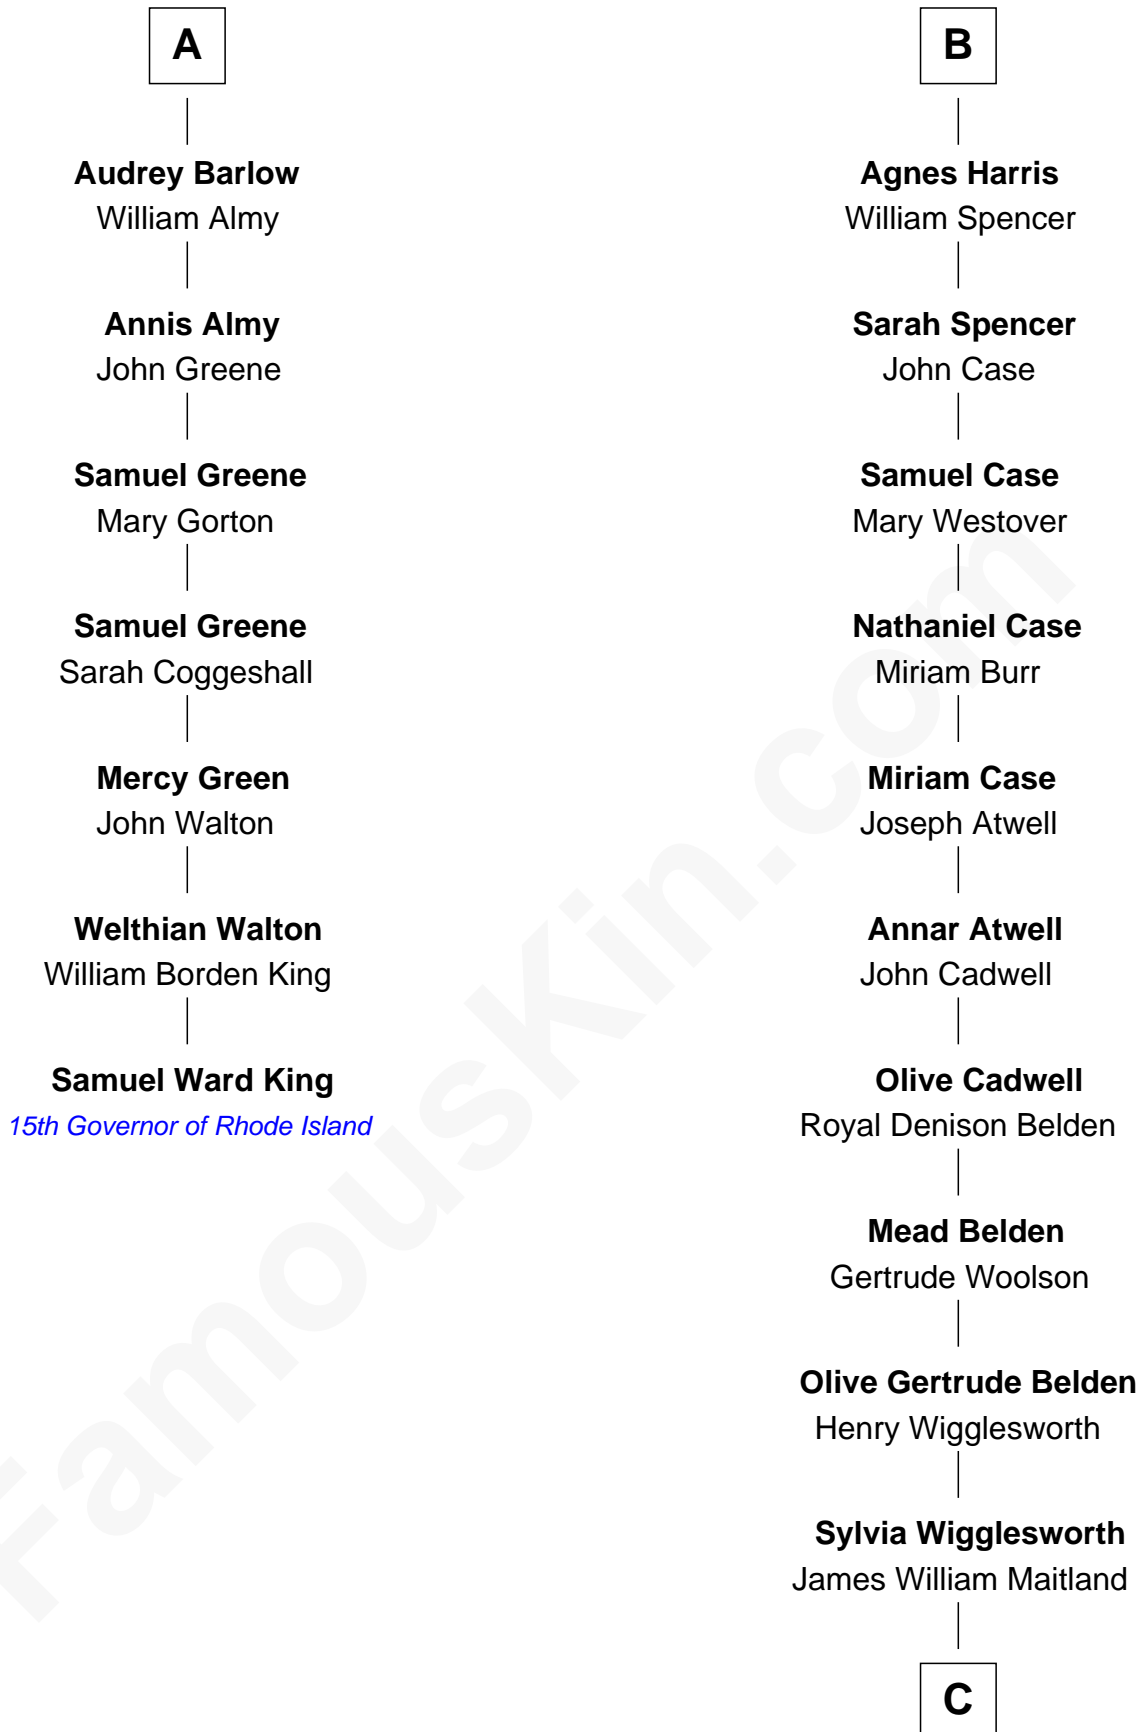 A
Audrey Barlow
William Almy
Annis Almy
John Greene
Samuel Greene
Mary Gorton
Samuel Greene
Sarah Coggeshall
Mercy Green
John Walton
Welthian Walton
William Borden King
Samuel Ward King
15th Governor of Rhode Island
B
Agnes Harris
William Spencer
Sarah Spencer
John Case
Samuel Case
Mary Westover
Nathaniel Case
Miriam Burr
Miriam Case
Joseph Atwell
Annar Atwell
John Cadwell
Olive Cadwell
Royal Denison Belden
Mead Belden
Gertrude Woolson
Olive Gertrude Belden
Henry Wigglesworth
Sylvia Wigglesworth
James William Maitland
C
FamousKin.com